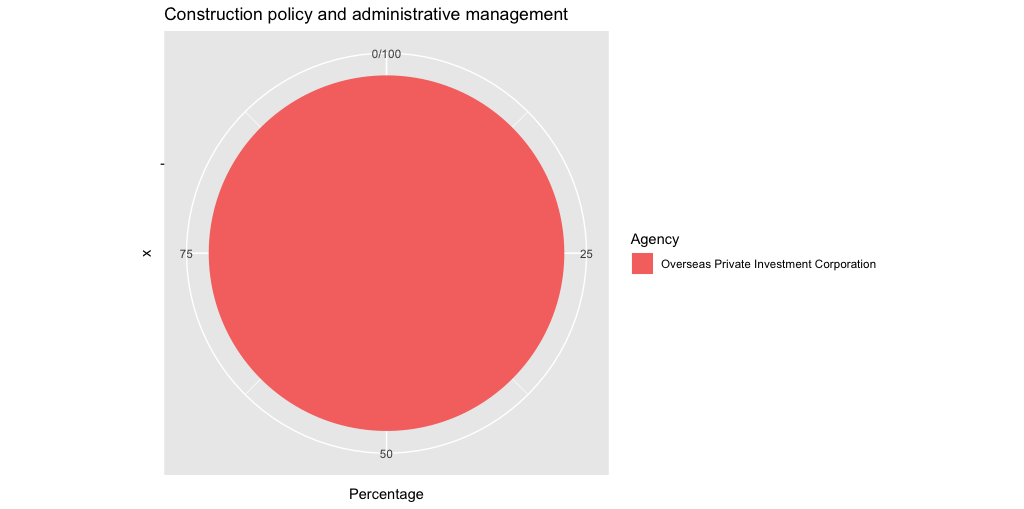 Construction policy and administrative management
0/100
75
25
50
x
Percentage
Agency
Overseas Private Investment Corporation